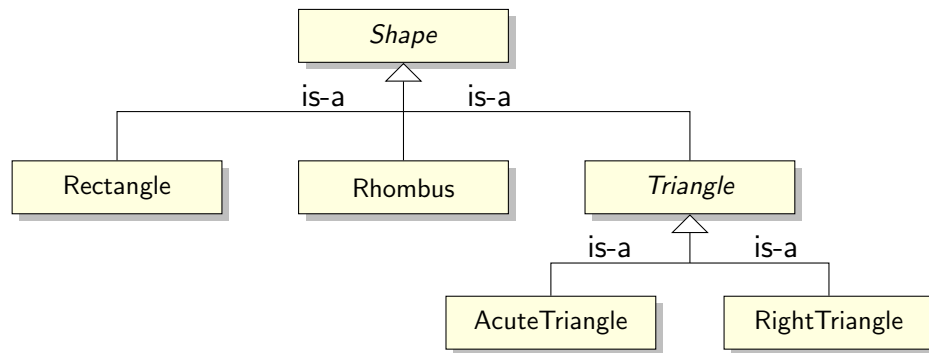 Shape
is-a is-a
Rectangle Rhombus Triangle
is-a is-a
AcuteTriangle RightTriangle